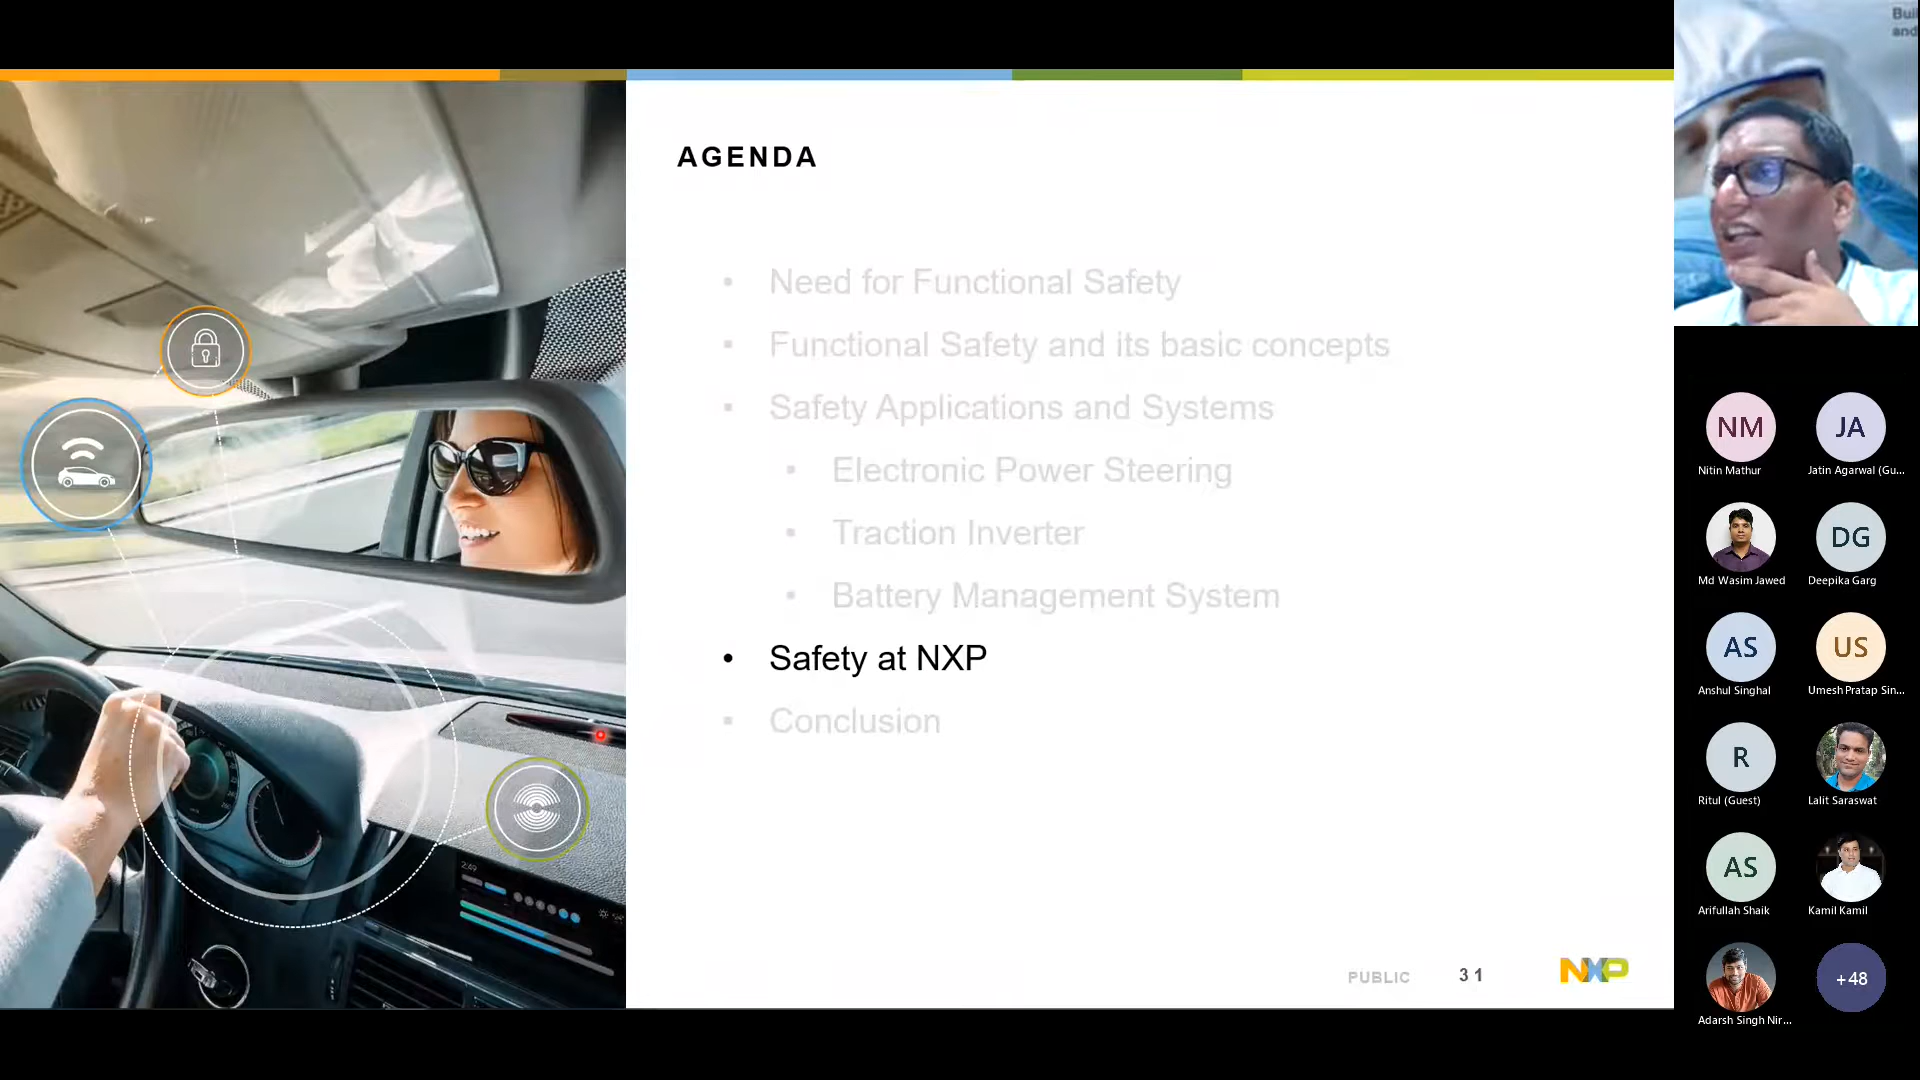 AGENDA
• Need for Functional Safety
• Functional Safety and its basic concepts
• Safety Applications and Systems
• Electronic Power Steering
• Traction Inverter
• Battery Management System
• Safety at NXP
• Conclusion
2:49
PUBLIC
31
NXP
NM
JA
Nitin Mathur
Jatin Agarwal (Gu...
DG
Md Wasim Jawed
Deepika Garg
AS
US
Anshul Singhal
Umesh Pratap Sin...
R
Ritul (Guest)
Lalit Saraswat
AS
Arifullah Shaik
Kamil Kamil
+48
Adarsh Singh Nir...